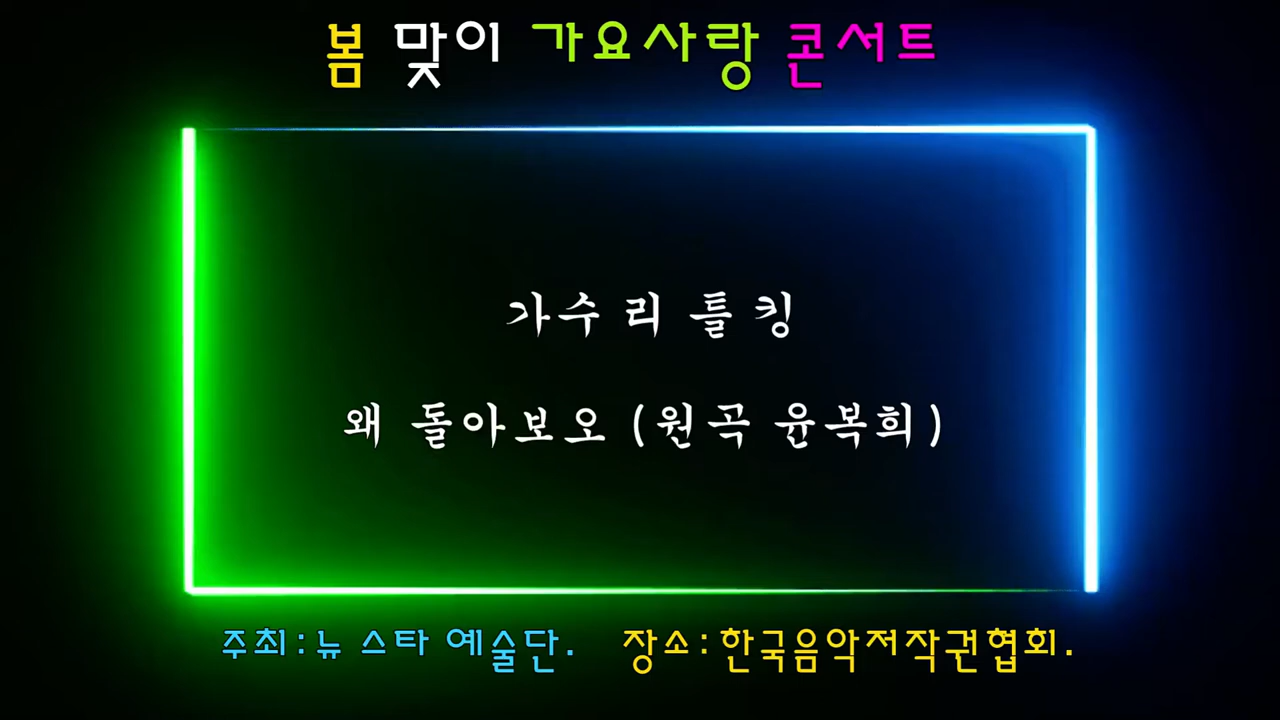 봄 맞이 가요사랑 콘서트
가수 리 틀 킹
왜 돌아보오 (원곡 윤복희)
주최:뉴 스타 예술단. 장소:한국음악저작권협회.